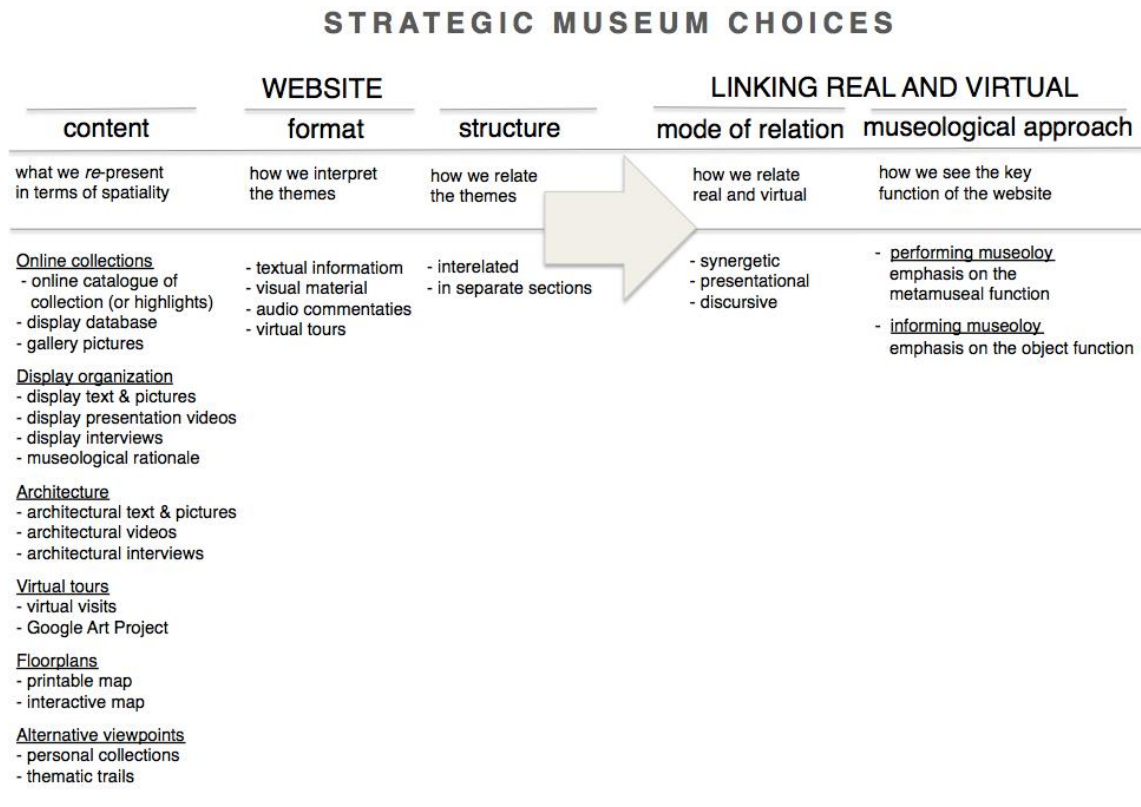 STRATEGIC MUSEUM CHOICES
WEBSITE
content
format
structure
what we re-present
in terms of spatiality
how we interpret
the themes
how we relate
the themes
Online collections
- online catalogue of
collection (or highlights)
- display database
- gallery pictures
Display organization
- display text & pictures
- display presentation videos
- display interviews
- museological rationale
Architecture
- architectural text & pictures
- architectural videos
- architectural interviews
Virtual tours
- virtual visits
- Google Art Project
Floorplans
- printable map
- interactive map
Alternative viewpoints
- personal collections
- thematic trails
- textual informatiom
- visual material
- audio commentaties
- virtual tours
- interelated
- in separate sections
LINKING REAL AND VIRTUAL
mode of relation
museological approach
how we relate
real and virtual
how we see the key
function of the website
- synergetic
- presentational
- discursive
- performing museoloy
emphasis on the
metamuseal function
- informing museoloy
emphasis on the object function